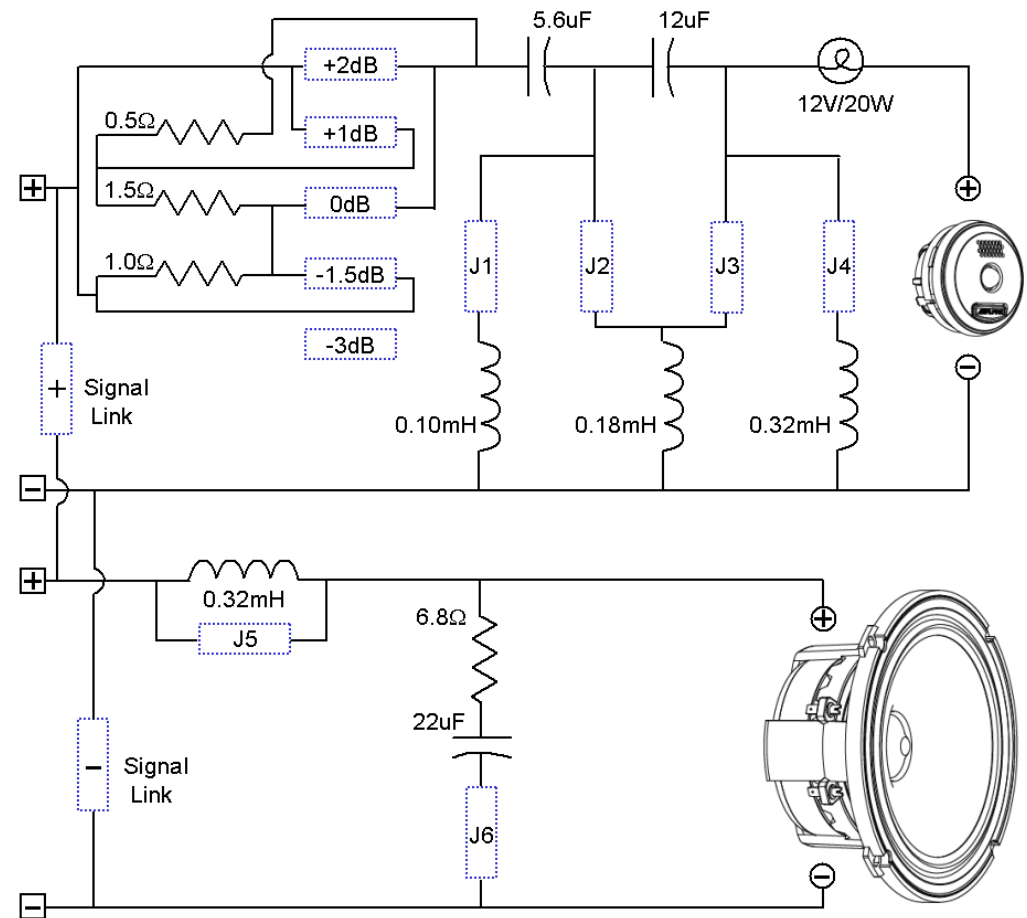 5.6uF
12uF
+2dB
12V/20W
0.5Ω
+1dB
+
1.5Ω
0dB
+
1.0Ω
-1.5dB
J1
J2
J3
J4
-3dB
+
Signal
Link
−
0.10mH
0.18mH
0.32mH
−
+
0.32mH
J5
6.8Ω
+
22uF
−
Signal
Link
J6
−
−